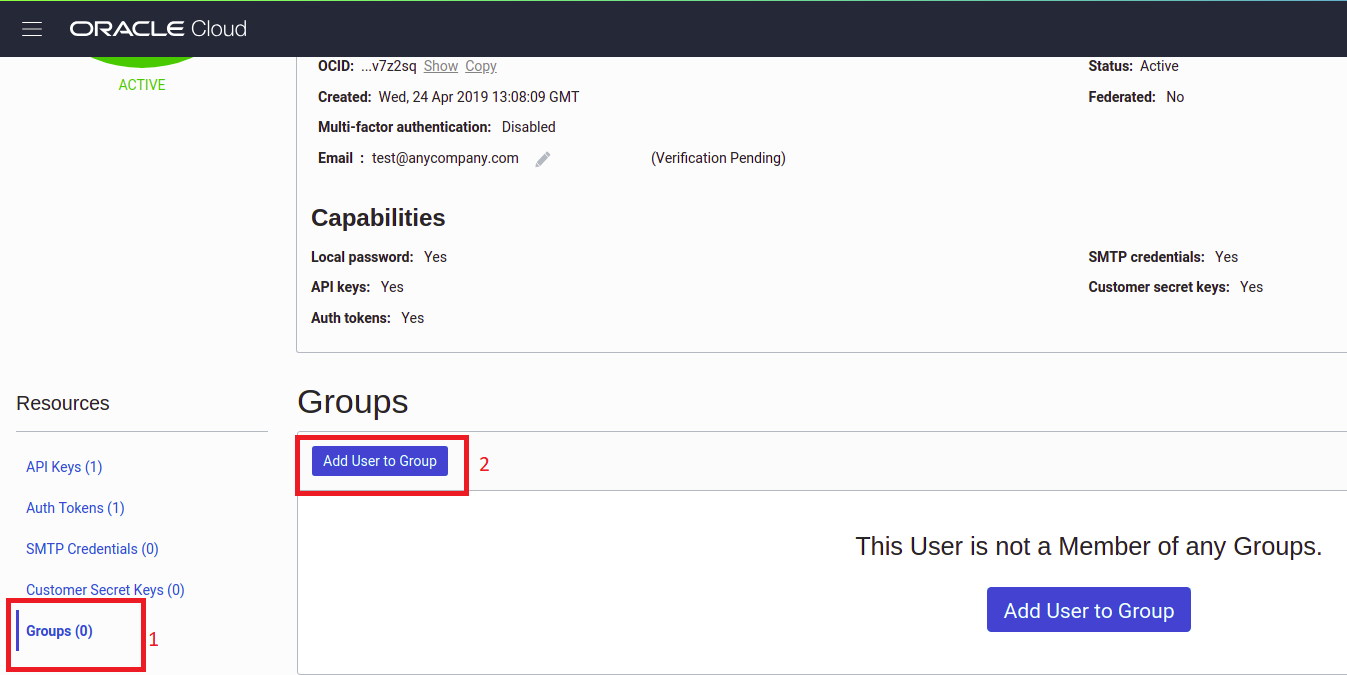 ORACLE Cloud
ACTIVE
OCID: ...v7z2sq Show Copy
Status: Active
Created: Wed, 24 Apr 2019 13:08:09 GMT
Federated: No
Multi-factor authentication: Disabled
Email : test@anycompany.com (Verification Pending)
Capabilities
Local password: Yes
SMTP credentials: Yes
API keys: Yes
Customer secret keys: Yes
Auth tokens: Yes
Resources
API Keys (1)
Auth Tokens (1)
SMTP Credentials (0)
Customer Secret Keys (0)
Groups (0)
1
Groups
Add User to Group
2
This User is not a Member of any Groups.
Add User to Group